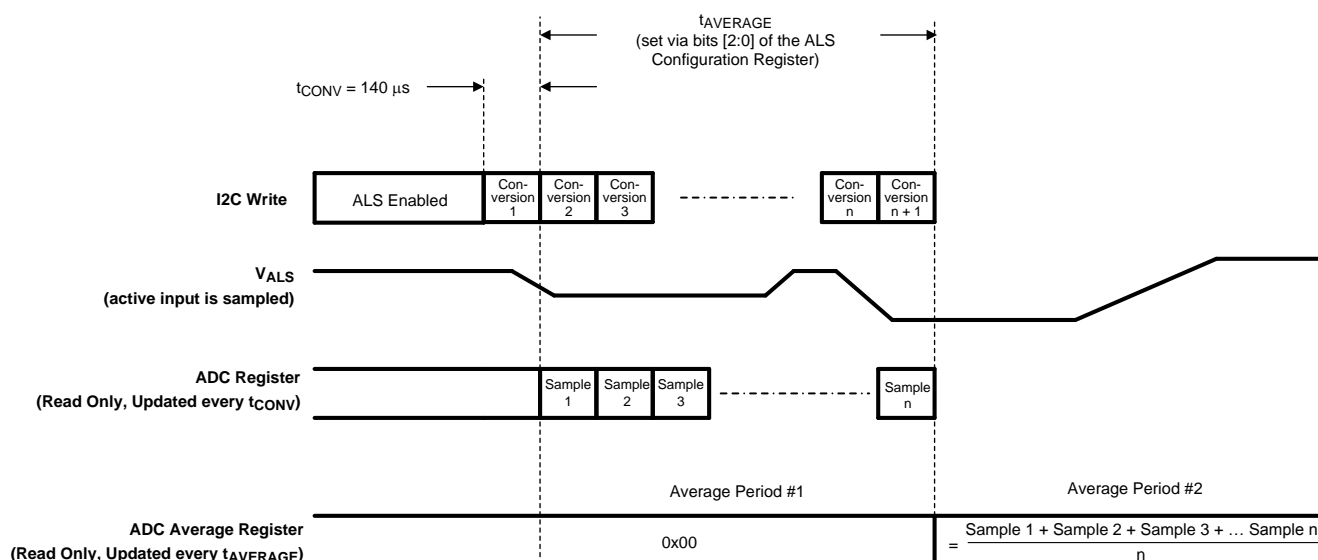 tAVERAGE
(set via bits [2:0] of the ALS
Configuration Register)
tCONV = 140 μs
I2C Write
ALS Enabled
Con-
version
1
Con-
version
2
Con-
version
3
Con-
version
n
Con-
version
n + 1
VALS
(active input is sampled)
ADC Register
(Read Only, Updated every tCONV)
Sample
1
Sample
2
Sample
3
Sample
n
Average Period #1
Average Period #2
ADC Average Register
(Read Only, Updated every tAVERAGE)
0x00
= Sample 1 + Sample 2 + Sample 3 + … Sample n
n